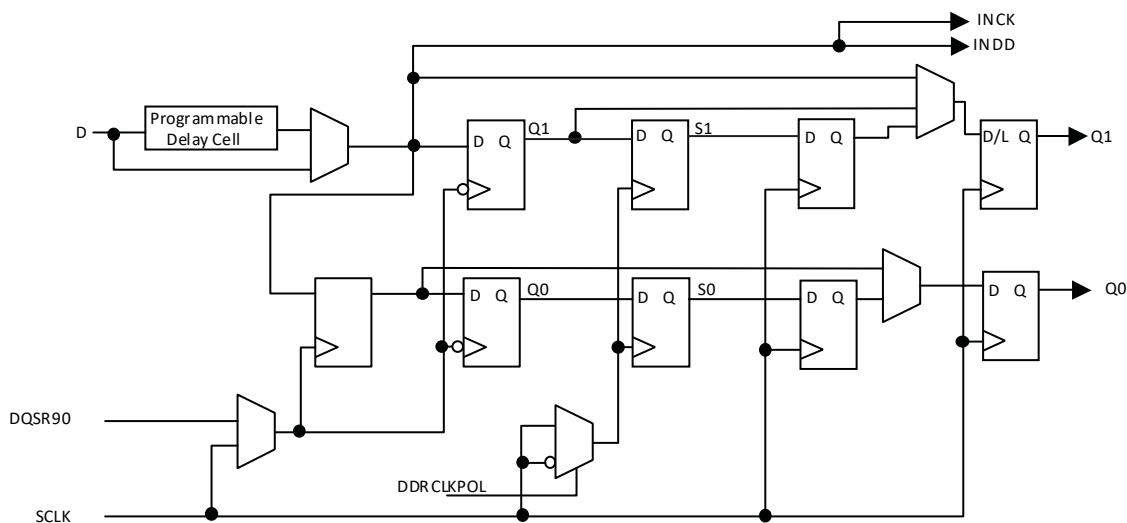 INCK
INDD
Programmable
Delay Cell
D
D Q
Q1
D Q
S1
D Q
D/L Q
Q1
D Q
Q0
D Q
S0
D Q
D Q
Q0
DQSR90
DDRCLKPOL
SCLK